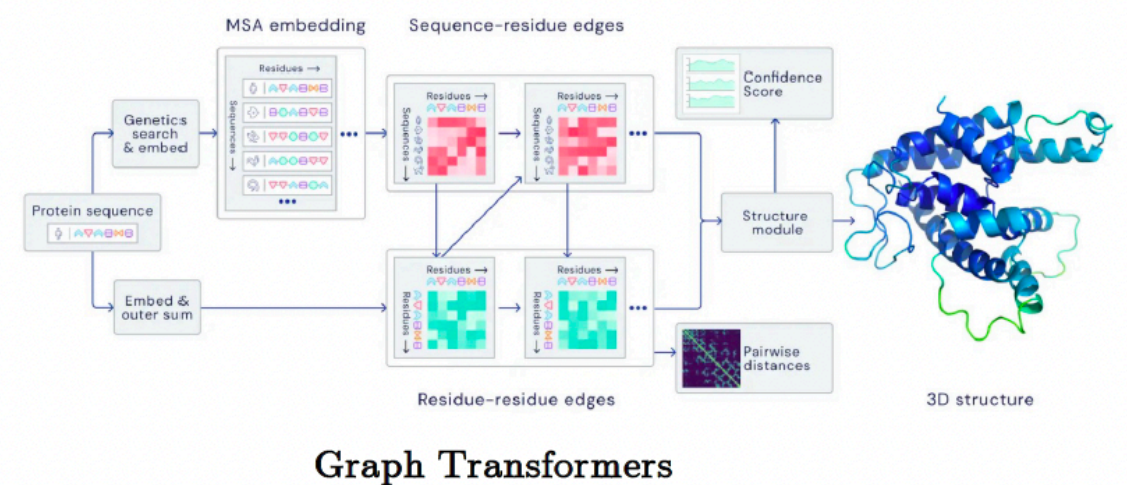 MSA embedding
Sequence-residue edges
Residues →
Sequences →
Genetics
search
& embed
Protein sequence
Embed &
outer sum
Residues →
Sequences →
Residues →
Sequences →
Residues →
Residues →
Residues →
Residues →
Residue-residue edges
Confidence
Score
Structure
module
Pairwise
distances
3D structure
Graph Transformers